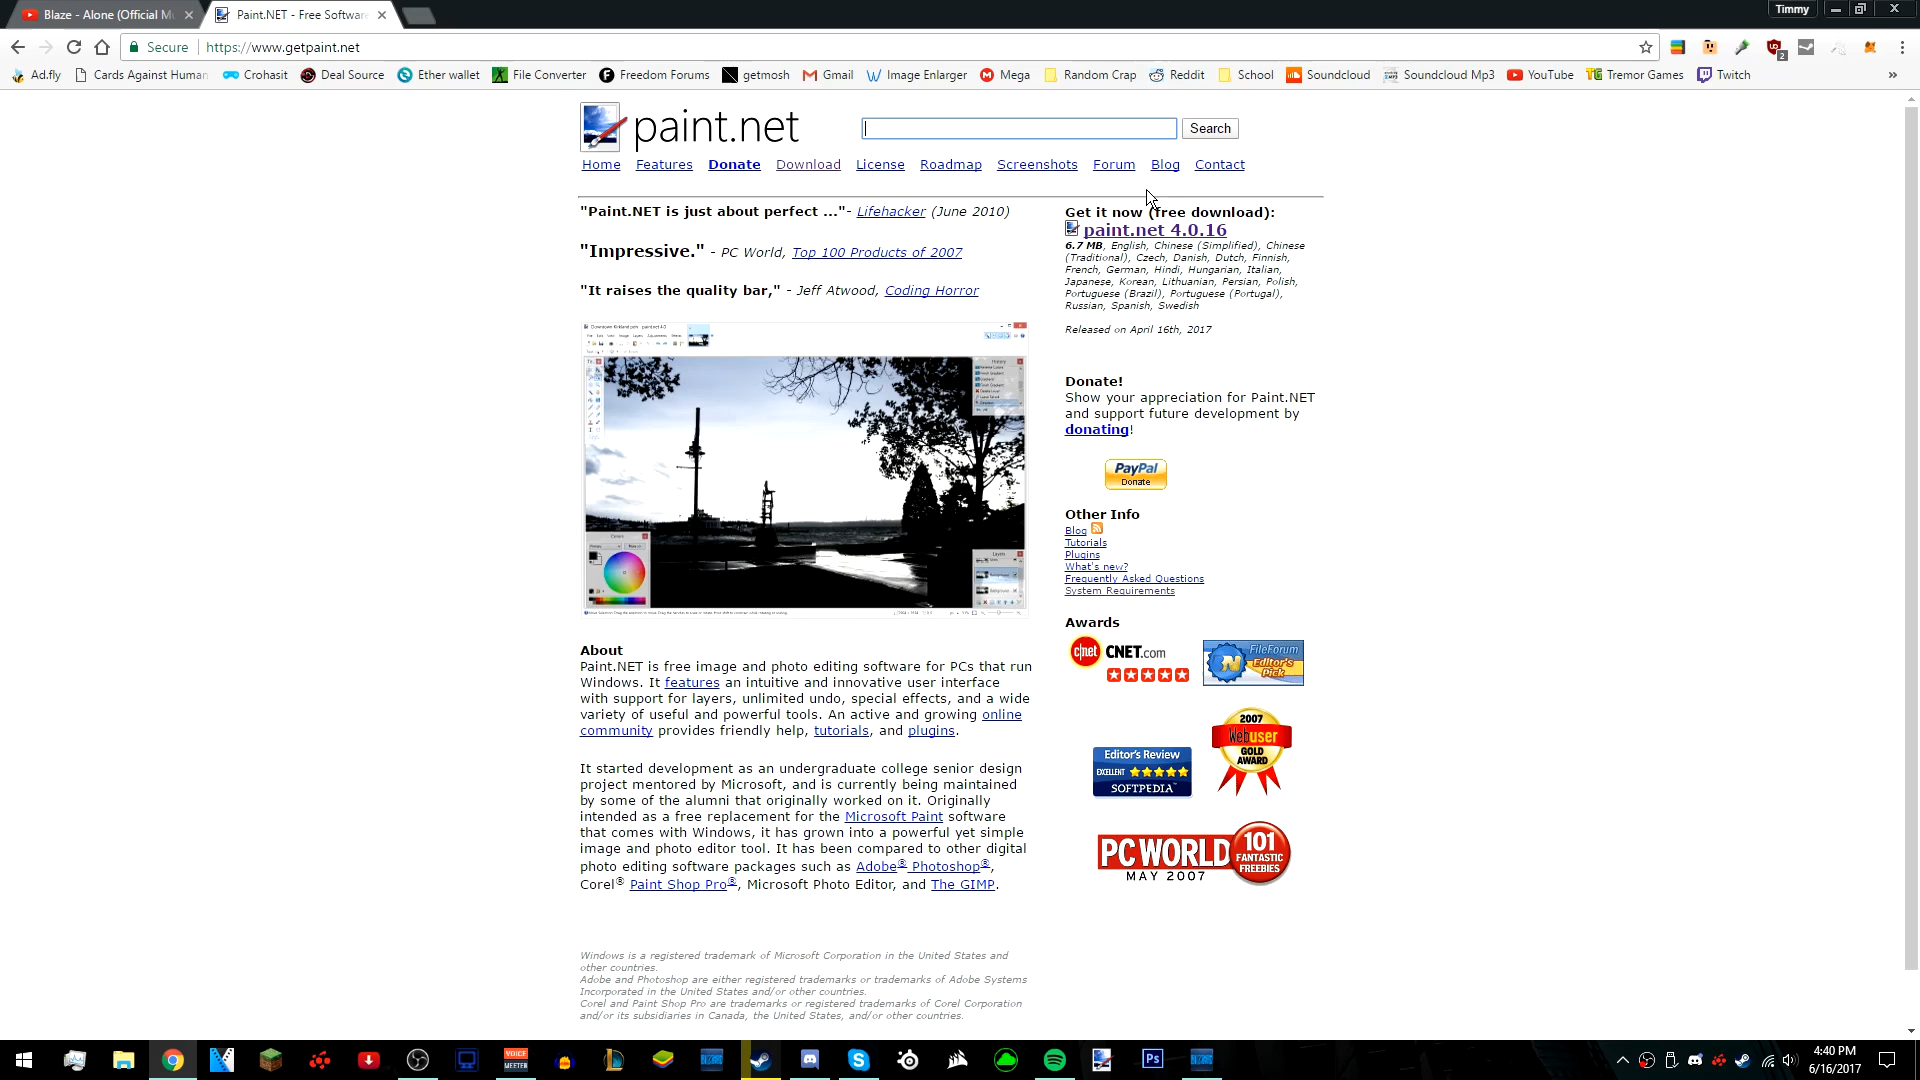 Blaze - Alone (Official M
Paint.NET - Free Software
Timmy
Secure
https://www.getpaint.net
Ad.fly
Cards Against Human
Crohasit
Deal Source
Ether wallet
File Converter
Freedom Forums
getmosh
Gmail
Image Enlarger
Mega
Random Crap
Reddit
School
Soundcloud
Soundcloud Mp3
YouTube
Tremor Games
Twitch
paint.net
Search
Home Features Donate Download License Roadmap Screenshots Forum Blog Contact
"Paint.NET is just about perfect ..."- Lifehacker (June 2010)
"Impressive." - PC World, Top 100 Products of 2007
"It raises the quality bar," - Jeff Atwood, Coding Horror
Get it now (free download):
paint.net 4.0.16
6.7 MB, English, Chinese (Simplified), Chinese
(Traditional), Czech, Danish, Dutch, Finnish,
French, German, Hindi, Hungarian, Italian,
Japanese, Korean, Lithuanian, Persian, Polish,
Portuguese (Brazil), Portuguese (Portugal),
Russian, Spanish, Swedish
Released on April 16th, 2017
Donate!
Show your appreciation for Paint.NET
and support future development by
donating!
PayPal
Donate
Other Info
Blog
Tutorials
Plugins
What's new?
Frequently Asked Questions
System Requirements
Awards
c|net CNET.com
FileForum
Editor's
Pick
Editor's Review
EXCELLENT
SOFTPEDIA
2007
Webuser
GOLD
AWARD
PC WORLD
MAY 2007
101
FANTASTIC
FREEBIES
About
Paint.NET is free image and photo editing software for PCs that run
Windows. It features an intuitive and innovative user interface
with support for layers, unlimited undo, special effects, and a wide
variety of useful and powerful tools. An active and growing online
community provides friendly help, tutorials, and plugins.
It started development as an undergraduate college senior design
project mentored by Microsoft, and is currently being maintained
by some of the alumni that originally worked on it. Originally
intended as a free replacement for the Microsoft Paint software
that comes with Windows, it has grown into a powerful yet simple
image and photo editor tool. It has been compared to other digital
photo editing software packages such as Adobe® Photoshop®,
Corel® Paint Shop Pro®, Microsoft Photo Editor, and The GIMP.
Windows is a registered trademark of Microsoft Corporation in the United States and
other countries.
Adobe and Photoshop are either registered trademarks or trademarks of Adobe Systems
Incorporated in the United States and/or other countries.
Corel and Paint Shop Pro are trademarks or registered trademarks of Corel Corporation
and/or its subsidiaries in Canada, the United States, and/or other countries.
VOICE
MEETER
Ps
4:40 PM
6/16/2017